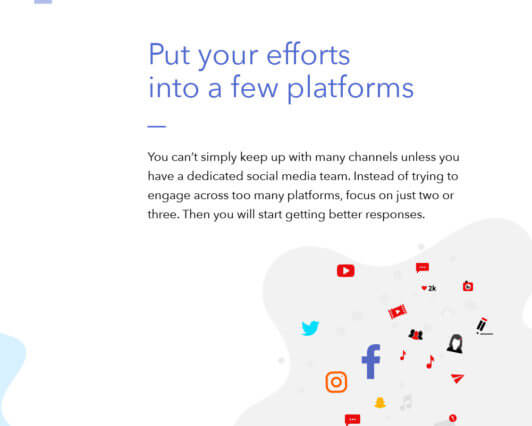 Put your efforts
into a few platforms
You can't simply keep up with many channels unless you
have a dedicated social media team. Instead of trying to
engage across too many platforms, focus on just two or
three. Then you will start getting better responses.
2k